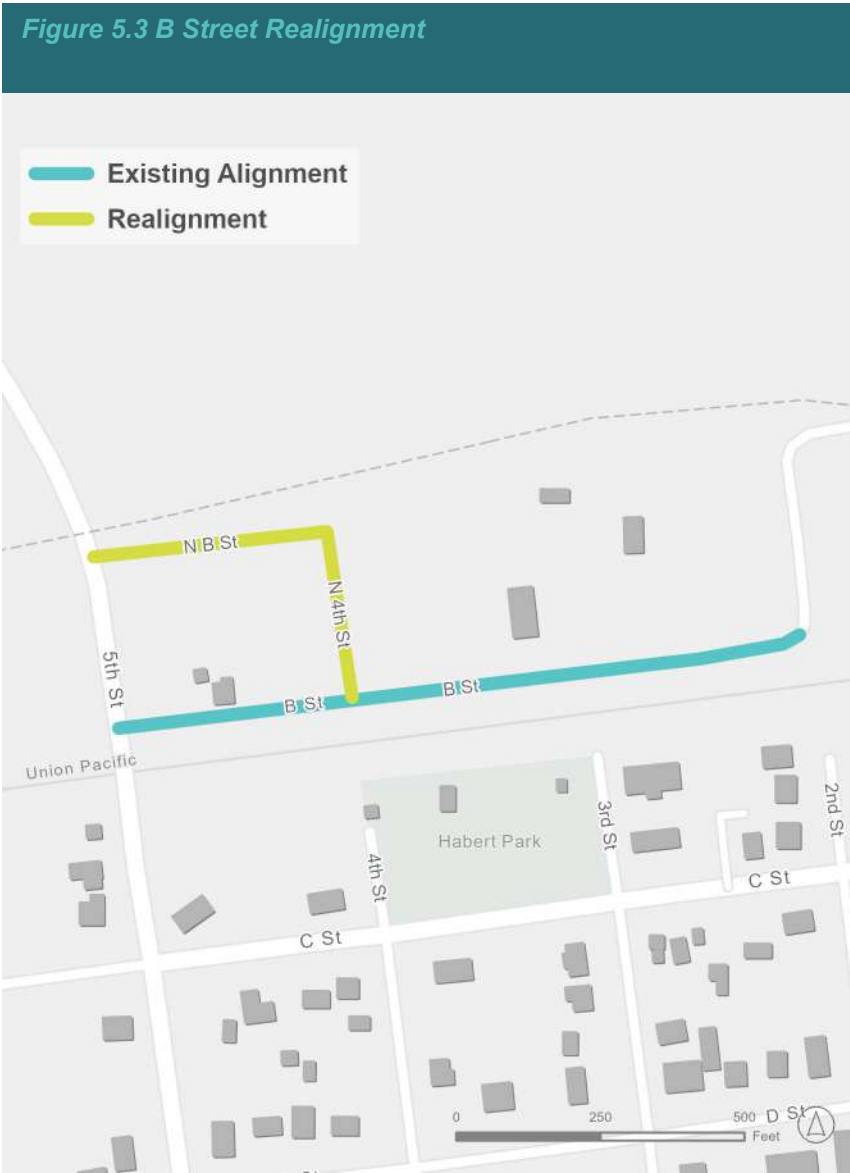 Figure 5.3 B Street Realignment
Existing Alignment
Realignment
N B St
N 4th St
5th St
B St
B St
Union Pacific
Habert Park
3rd St
2nd St
4th St
C St
C St
0 250 500
Feet
D St